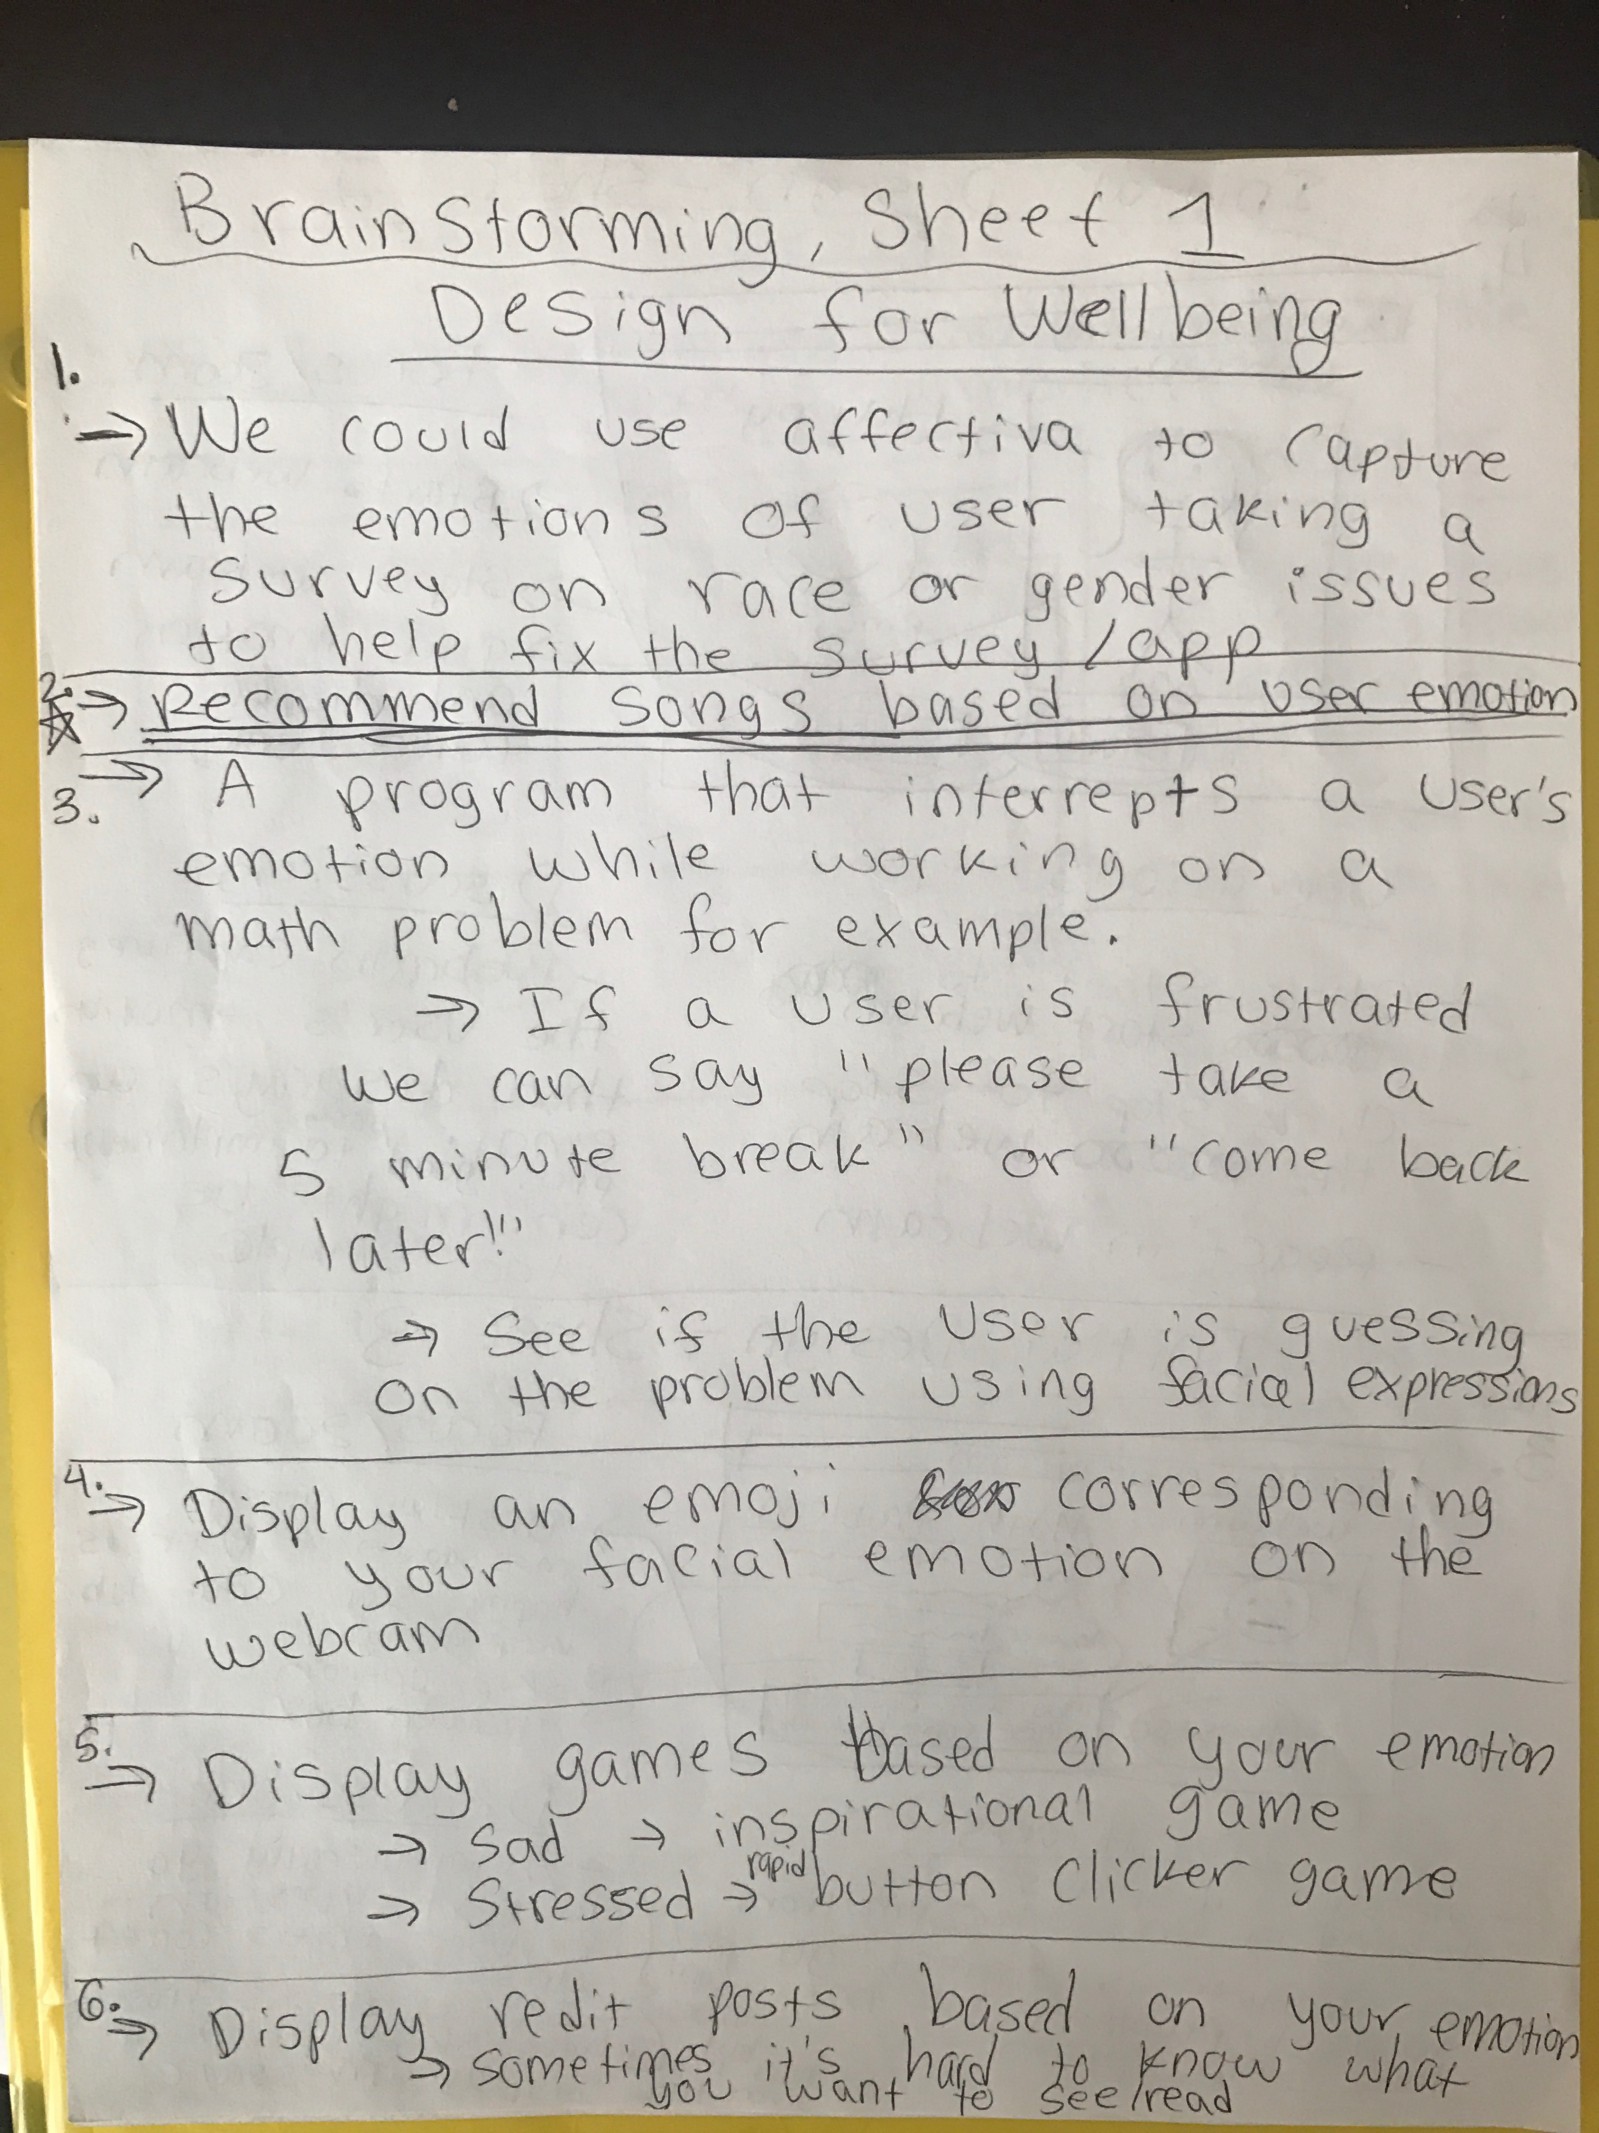 Brainstorming, Sheet 1
Design for Wellbeing
1.
→ We could use affectiva to capture
the emotions of user taking a
survey on race or gender issues
to help fix the survey/app
2. ☆ → Recommend songs based on user emotion
3. → A program that interrepts a user's
emotion while working on a
math problem for example.
→ If a user is frustrated
we can say "please take a
5 minute break" or "come back
later!"
→ See if the user is guessing
on the problem using facial expressions
4. → Display an emoji corresponding
to your facial emotion on the
webcam
5. → Display games based on your emotion
→ Sad → inspirational game
→ Stressed → rapid button clicker game
6. → Display redit posts based on your emotion
→ sometimes it's hard to know what
you want to see/read